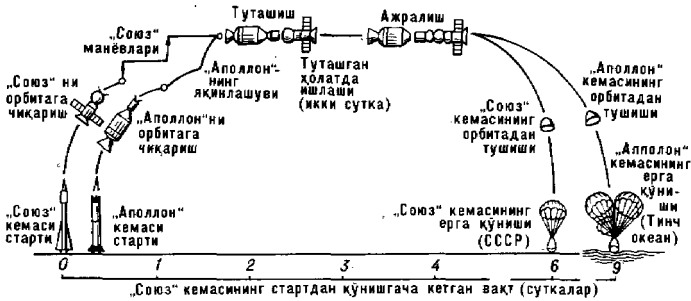 Туташиш
Ажралиш
„Союз“
манёвлари
„Аполлон“-
нинг
яқинлашуви
Туташган
ҳолатда
ишлаши
(икки сутка)
„Союз“ ни
орбитага
чиқариш
„Аполлон“ни
орбитага
чиқариш
„Союз“
кемасининг
орбитадан
тушиши
„Аполлон“
кемасининг
орбитадан
тушиши
„Союз“
кемаси
старти
„Аполлон“
кемаси
старти
„Союз“ кемасининг
ерга қўниши
(СССР)
„Апполон“
кемасининг
ерга
қўни-
ши
(Тинч
океан)
0 1 2 3 4 5 6 9
„Союз“ кемасининг стартдан қўнишгача кетган вақт (суткалар)